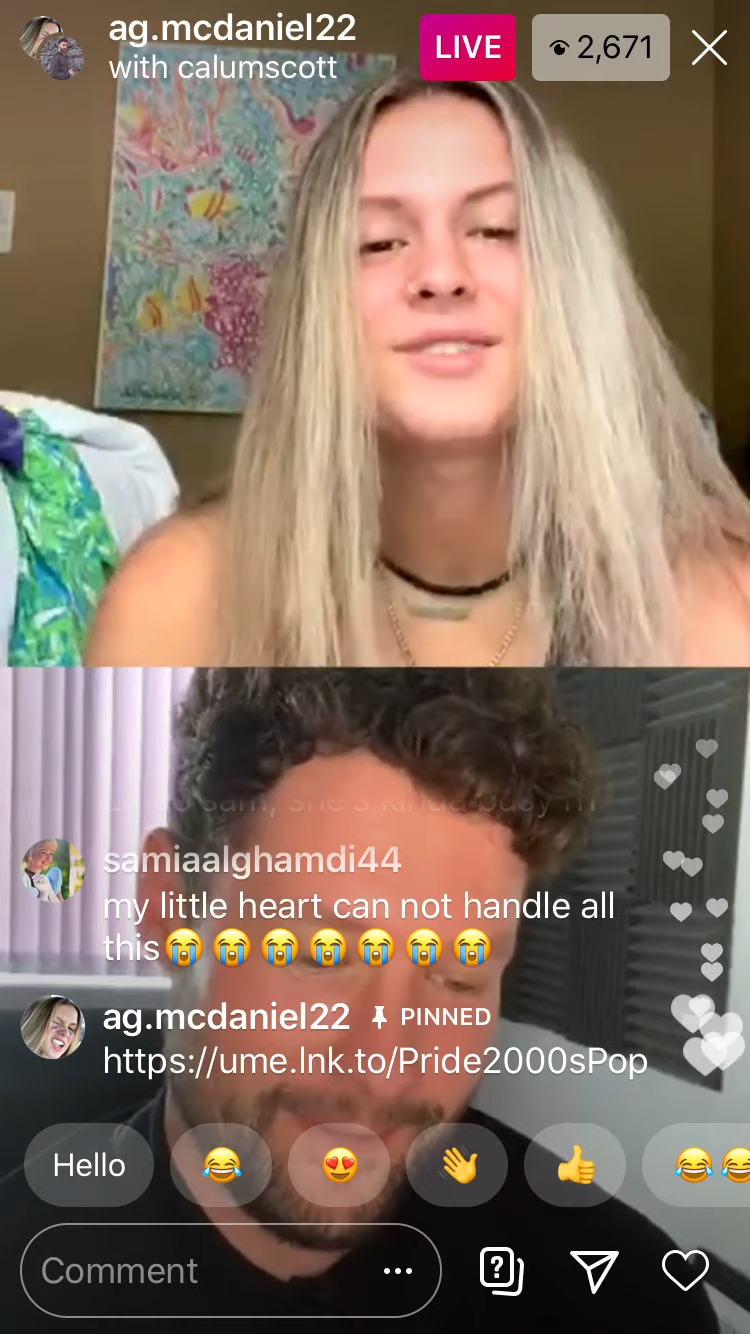 ag.mcdaniel22
LIVE
2,671
with calumscott
samiaalghamdi44
my little heart can not handle all
this😭😭😭😭😭😭😭
ag.mcdaniel22 PINNED
https://ume.lnk.to/Pride2000sPop
Hello 😂 😍 👋 👍 😂😂
Comment